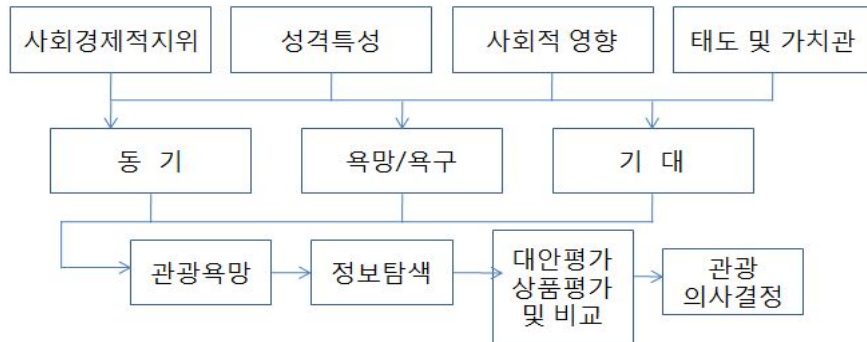 사회경제적지위
성격특성
사회적 영향
태도 및 가치관
동 기
욕망/욕구
기 대
관광욕망
정보탐색
대안평가
상품평가
및 비교
관광
의사결정